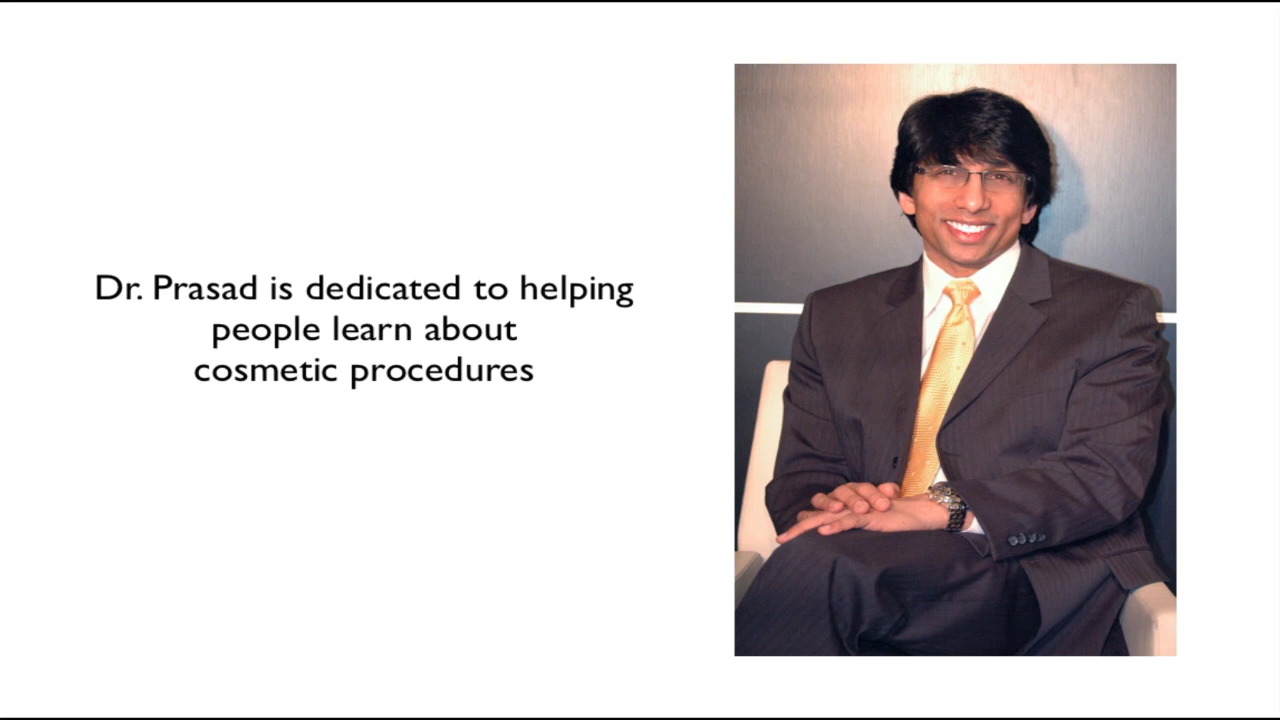 Dr. Prasad is dedicated to helping
people learn about
cosmetic procedures